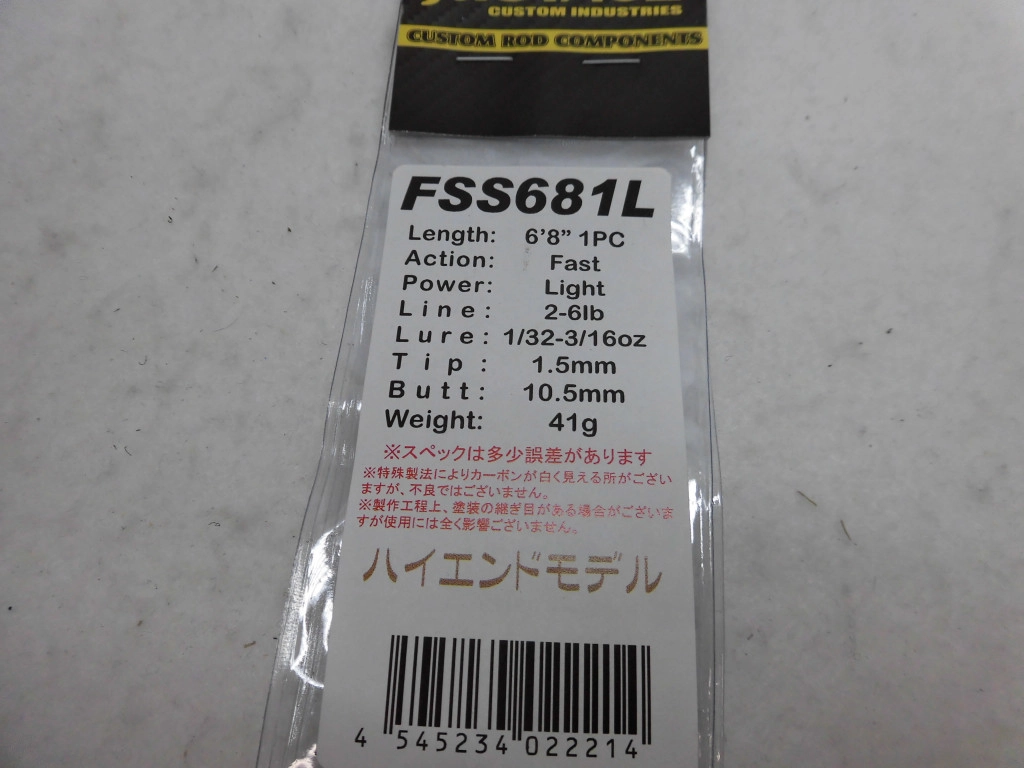 CUSTOM INDUSTRIES
CUSTOM ROD COMPONENTS
FSS681L
Length: 6'8" 1PC
Action: Fast
Power: Light
Line: 2-6lb
Lure: 1/32-3/16oz
Tip: 1.5mm
Butt: 10.5mm
Weight: 41g
※スペックは多少誤差があります
※特殊製法によりカーボンが白く見える所がござい
ますが、不良ではございません。
※製作工程上、塗装の継ぎ目がある場合がございま
すが使用には全く影響ございません。
ハイエンドモデル
4 545234 022214